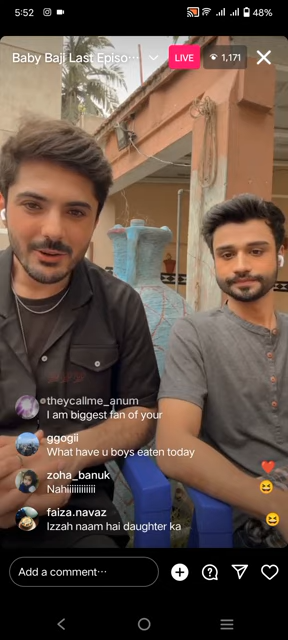 5:52
48%
Baby Baji Last Episo...
LIVE
1,171
theycallme_anum
I am biggest fan of your
ggogii
What have u boys eaten today
zoha_banuk
Nahiiiiiiiiiiiii
faiza.navaz
Izzah naam hai daughter ka
Add a comment...